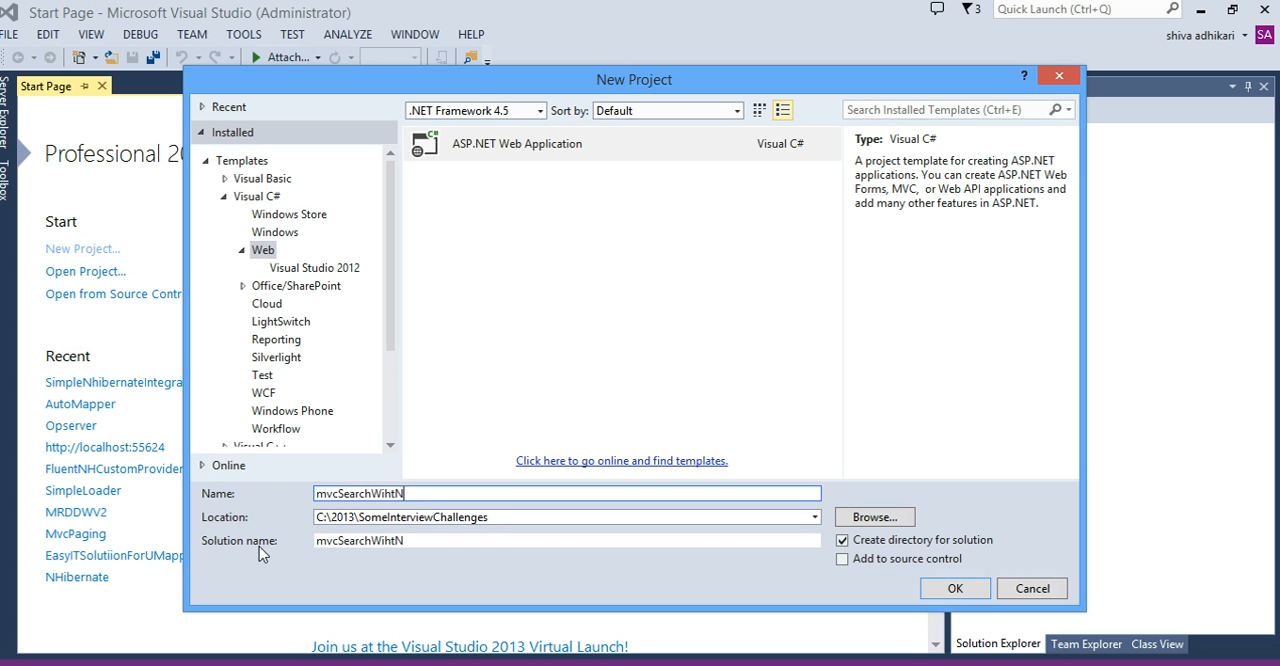 Start Page - Microsoft Visual Studio (Administrator)
3
Quick Launch (Ctrl+Q)
FILE EDIT VIEW DEBUG TEAM TOOLS TEST ANALYZE WINDOW HELP
shiva adhikari
SA
Attach...
Server Explorer
Toolbox
Start Page
Professional 20
Start
New Project...
Open Project...
Open from Source Contr
Recent
SimpleNhibernateIntegra
AutoMapper
Opserver
http://localhost:55624
FluentNHCustomProvider
SimpleLoader
MRDDWV2
MvcPaging
EasyITSolutiionForUMapp
NHibernate
New Project
?
Recent
Installed
Templates
Visual Basic
Visual C#
Windows Store
Windows
Web
Visual Studio 2012
Office/SharePoint
Cloud
LightSwitch
Reporting
Silverlight
Test
WCF
Windows Phone
Workflow
Visual C++
Online
.NET Framework 4.5
Sort by: Default
Search Installed Templates (Ctrl+E)
ASP.NET Web Application
Visual C#
Type: Visual C#
A project template for creating ASP.NET
applications. You can create ASP.NET Web
Forms, MVC, or Web API applications and
add many other features in ASP.NET.
Click here to go online and find templates.
Name: mvcSearchWihtN
Location: C:\2013\SomeInterviewChallenges
Browse...
Solution name: mvcSearchWihtN
Create directory for solution
Add to source control
OK
Cancel
Join us at the Visual Studio 2013 Virtual Launch!
Solution Explorer Team Explorer Class View